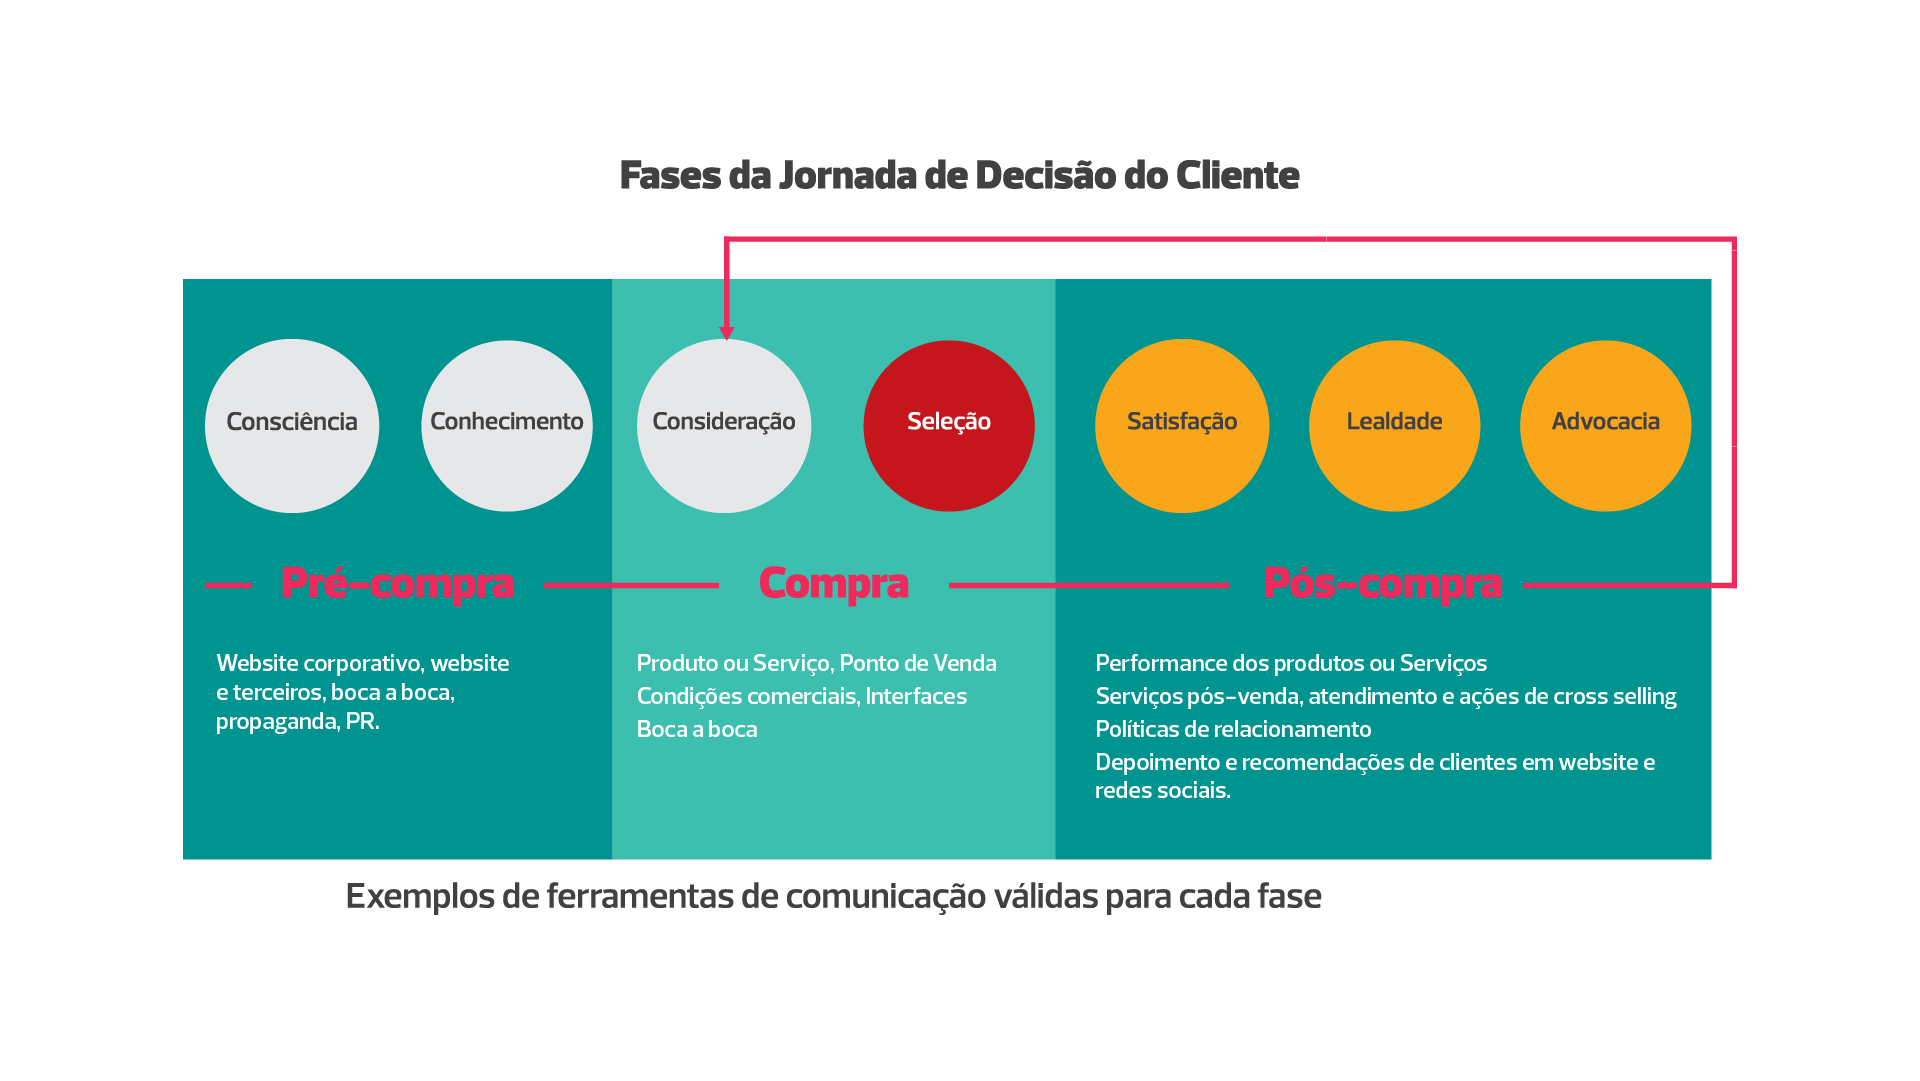 Fases da Jornada de Decisão do Cliente
Consciência
Conhecimento
Consideração
Seleção
Satisfação
Lealdade
Advocacia
Pré-compra
Compra
Pós-compra
Website corporativo, website
e terceiros, boca a boca,
propaganda, PR.
Produto ou Serviço, Ponto de Venda
Condições comerciais, Interfaces
Boca a boca
Performance dos produtos ou Serviços
Serviços pós-venda, atendimento e ações de cross selling
Políticas de relacionamento
Depoimento e recomendações de clientes em website e
redes sociais.
Exemplos de ferramentas de comunicação válidas para cada fase